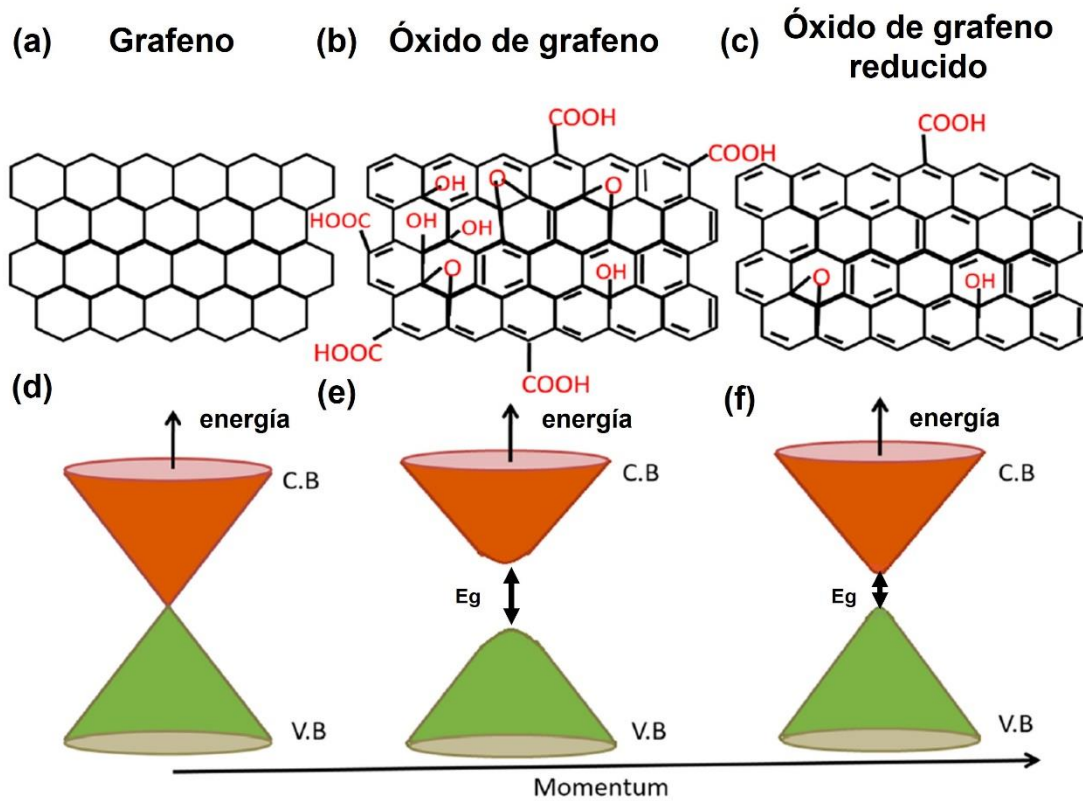 (a) Grafeno
(b) Óxido de grafeno
(c) Óxido de grafeno
reducido
COOH
COOH
OH
O
O
HOOC
OH
OH
O
OH
HOOC
COOH
COOH
O
OH
(d)
energía
C.B
V.B
(e)
energía
C.B
Eg
V.B
(f)
energía
C.B
Eg
V.B
Momentum